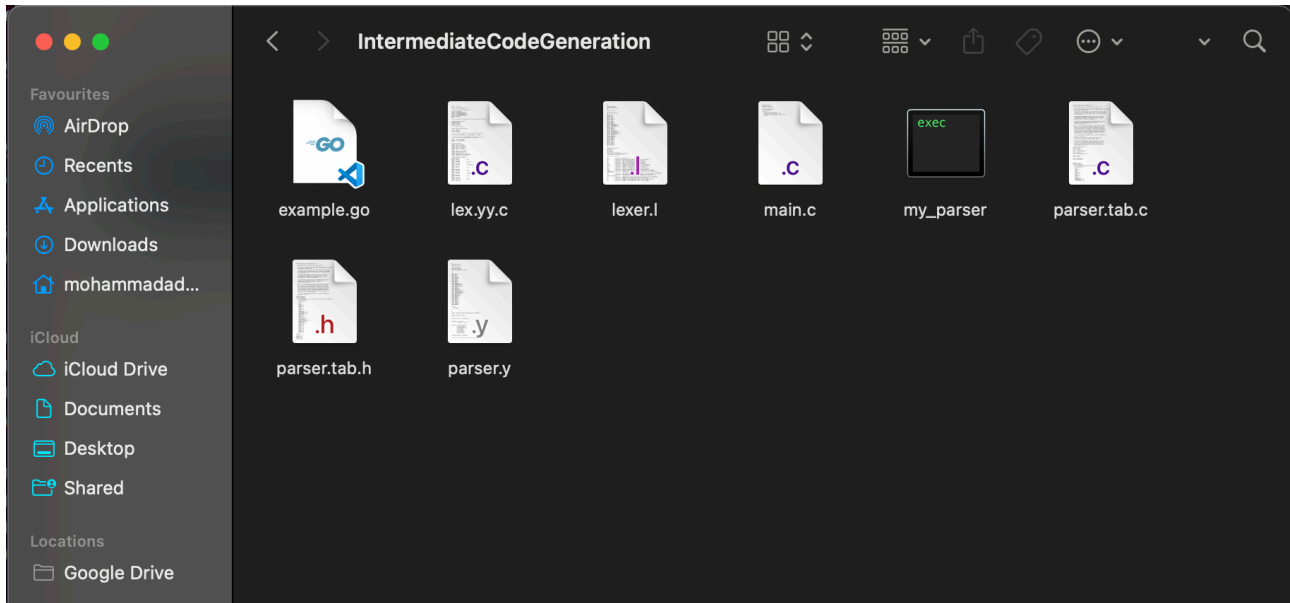 IntermediateCodeGeneration
Favourites
AirDrop
Recents
Applications
Downloads
mohammadad...
iCloud
iCloud Drive
Documents
Desktop
Shared
Locations
Google Drive
GO
.c
.l
.c
exec
.c
example.go
lex.yy.c
lexer.l
main.c
my_parser
parser.tab.c
.h
.y
parser.tab.h
parser.y